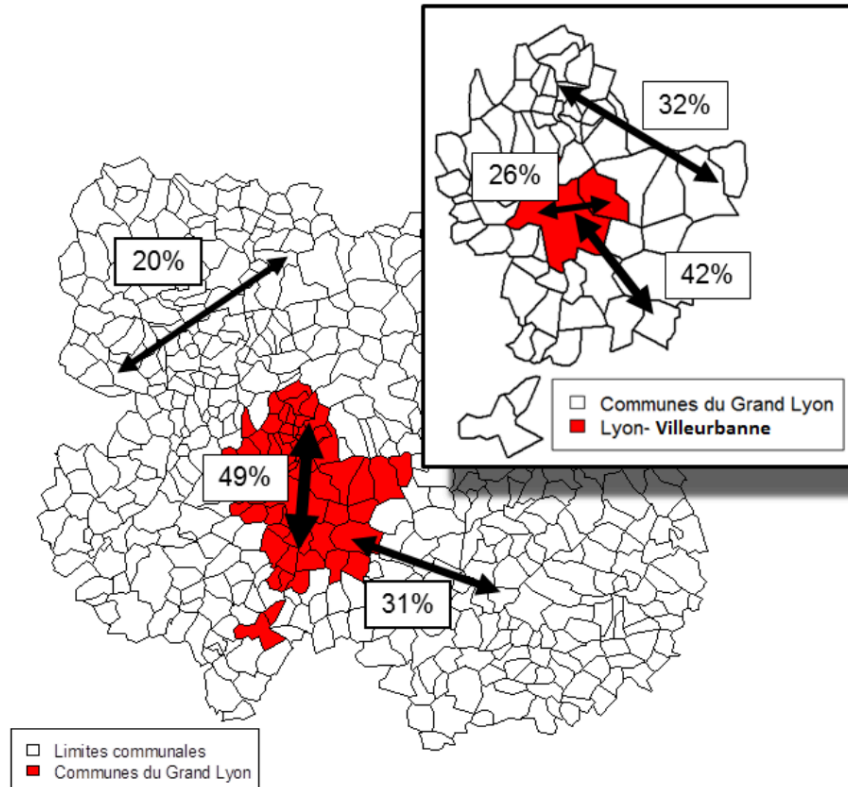 32%
26%
42%
Communes du Grand Lyon
Lyon- Villeurbanne
20%
49%
31%
Limites communales
Communes du Grand Lyon